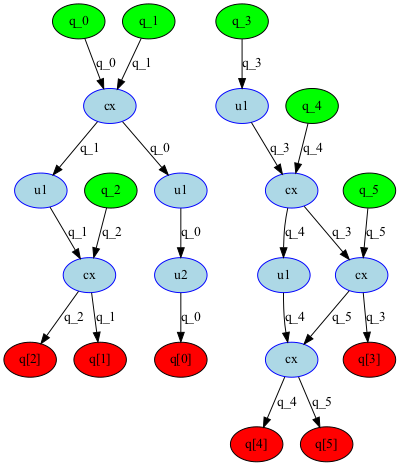 q_0 q_1 q_3
q_0 q_1 q_3
cx u1 q_4
q_1 q_0 q_3 q_4
u1 q_2 u1 cx
q_1 q_2 q_0 q_4 q_3 q_5 q_5
cx u2 u1 cx
q_2 q_1 q_0 q_4 q_5 q_3
q[2] q[1] q[0] cx q[3]
q_4 q_5
q[4] q[5]